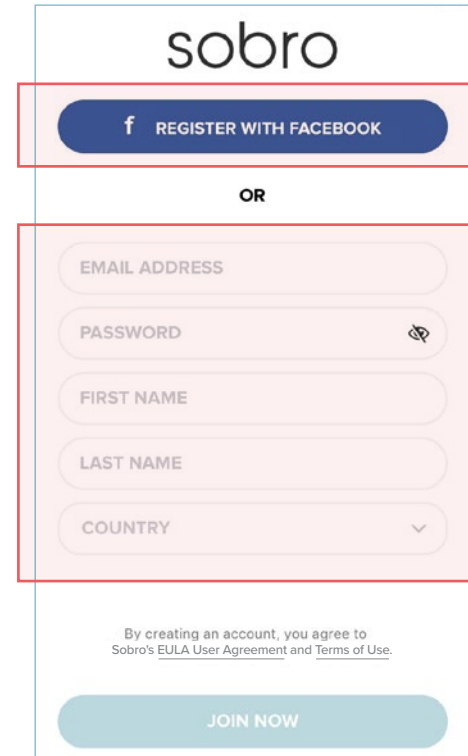 sobro
f REGISTER WITH FACEBOOK
OR
EMAIL ADDRESS
PASSWORD
FIRST NAME
LAST NAME
COUNTRY
By creating an account, you agree to
Sobro's EULA User Agreement and Terms of Use.
JOIN NOW